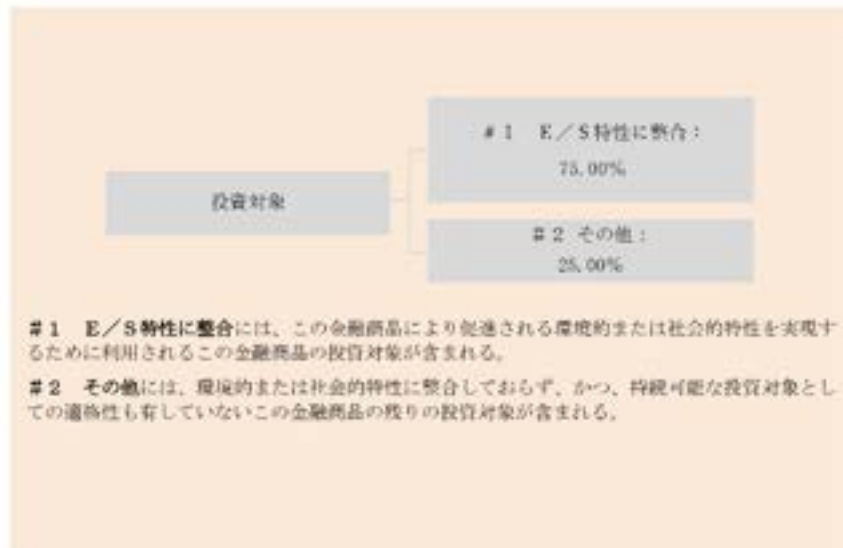 #1　E/S特性に整合：
75.00%
投資対象
#2 その他：
25.00%
#1　E/S特性に整合には、この金融商品により促進される環境的または社会的特性を実現す
るために利用されるこの金融商品の投資対象が含まれる。
#2　その他には、環境的または社会的特性に整合しておらず、かつ、持続可能な投資対象とし
ての適格性も有していないこの金融商品の残りの投資対象が含まれる。